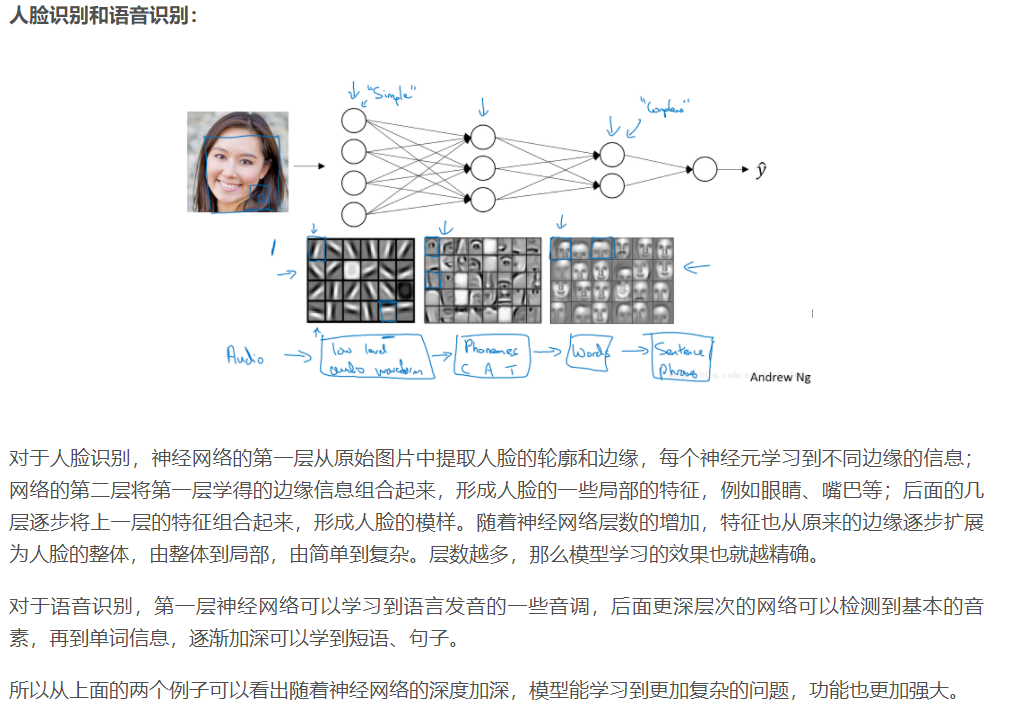 人脸识别和语音识别：
"Simple"
"Complex"
ŷ
Audio
low level
audio waveform
Phonemes
C A T
Words
Sentence
phrases
Andrew Ng
对于人脸识别，神经网络的第一层从原始图片中提取人脸的轮廓和边缘，每个神经元学习到不同边缘的信息；
网络的第二层将第一层学得的边缘信息组合起来，形成人脸的一些局部的特征，例如眼睛、嘴巴等；后面的几
层逐步将上一层的特征组合起来，形成人脸的模样。随着神经网络层数的增加，特征也从原来的边缘逐步扩展
为人脸的整体，由整体到局部，由简单到复杂。层数越多，那么模型学习的效果也就越精确。
对于语音识别，第一层神经网络可以学习到语言发音的一些音调，后面更深层次的网络可以检测到基本的音
素，再到单词信息，逐渐加深可以学到短语、句子。
所以从上面的两个例子可以看出随着神经网络的深度加深，模型能学习到更加复杂的问题，功能也更加强大。